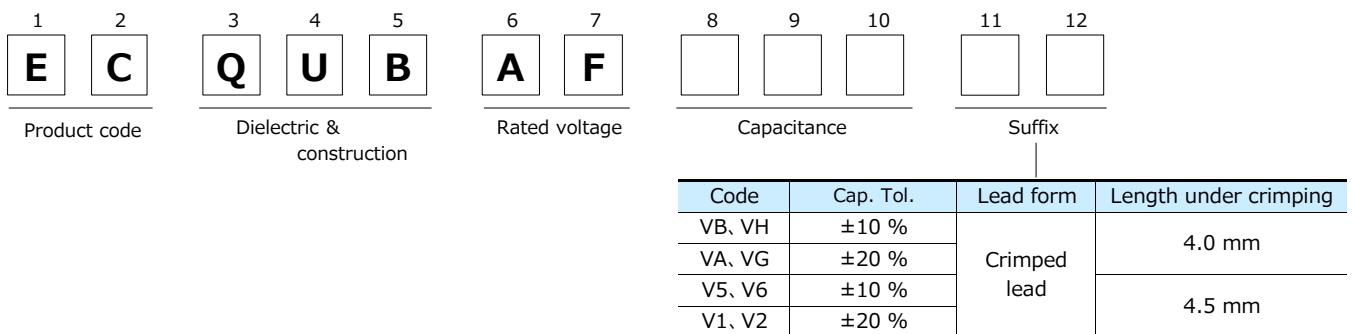 1 2 3 4 5 6 7 8 9 10 11 12
E C Q U B A F
Product code Dielectric & construction Rated voltage Capacitance Suffix
Code Cap. Tol. Lead form Length under crimping
VB、VH ±10 % Crimped lead 4.0 mm
VA、VG ±20 %
V5、V6 ±10 % 4.5 mm
V1、V2 ±20 %